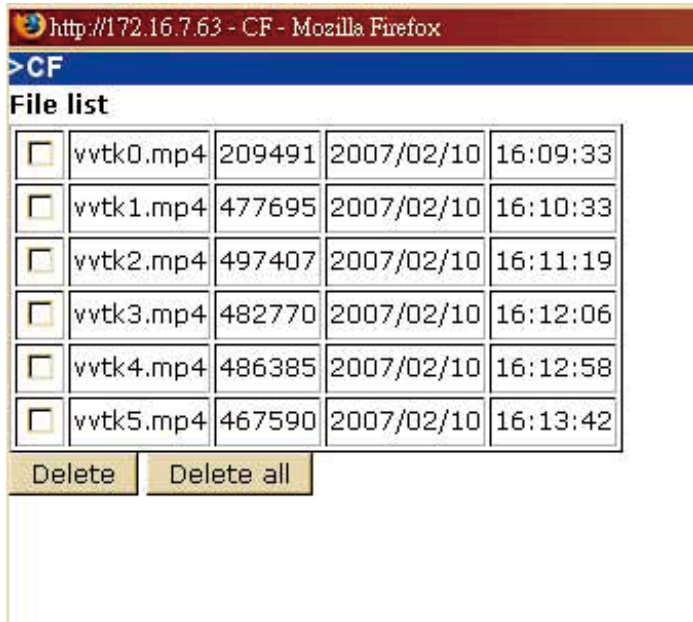 http://172.16.7.63 - CF - Mozilla Firefox
>CF
File list
vvtk0.mp4 209491 2007/02/10 16:09:33
vvtk1.mp4 477695 2007/02/10 16:10:33
vvtk2.mp4 497407 2007/02/10 16:11:19
vvtk3.mp4 482770 2007/02/10 16:12:06
vvtk4.mp4 486385 2007/02/10 16:12:58
vvtk5.mp4 467590 2007/02/10 16:13:42
Delete Delete all